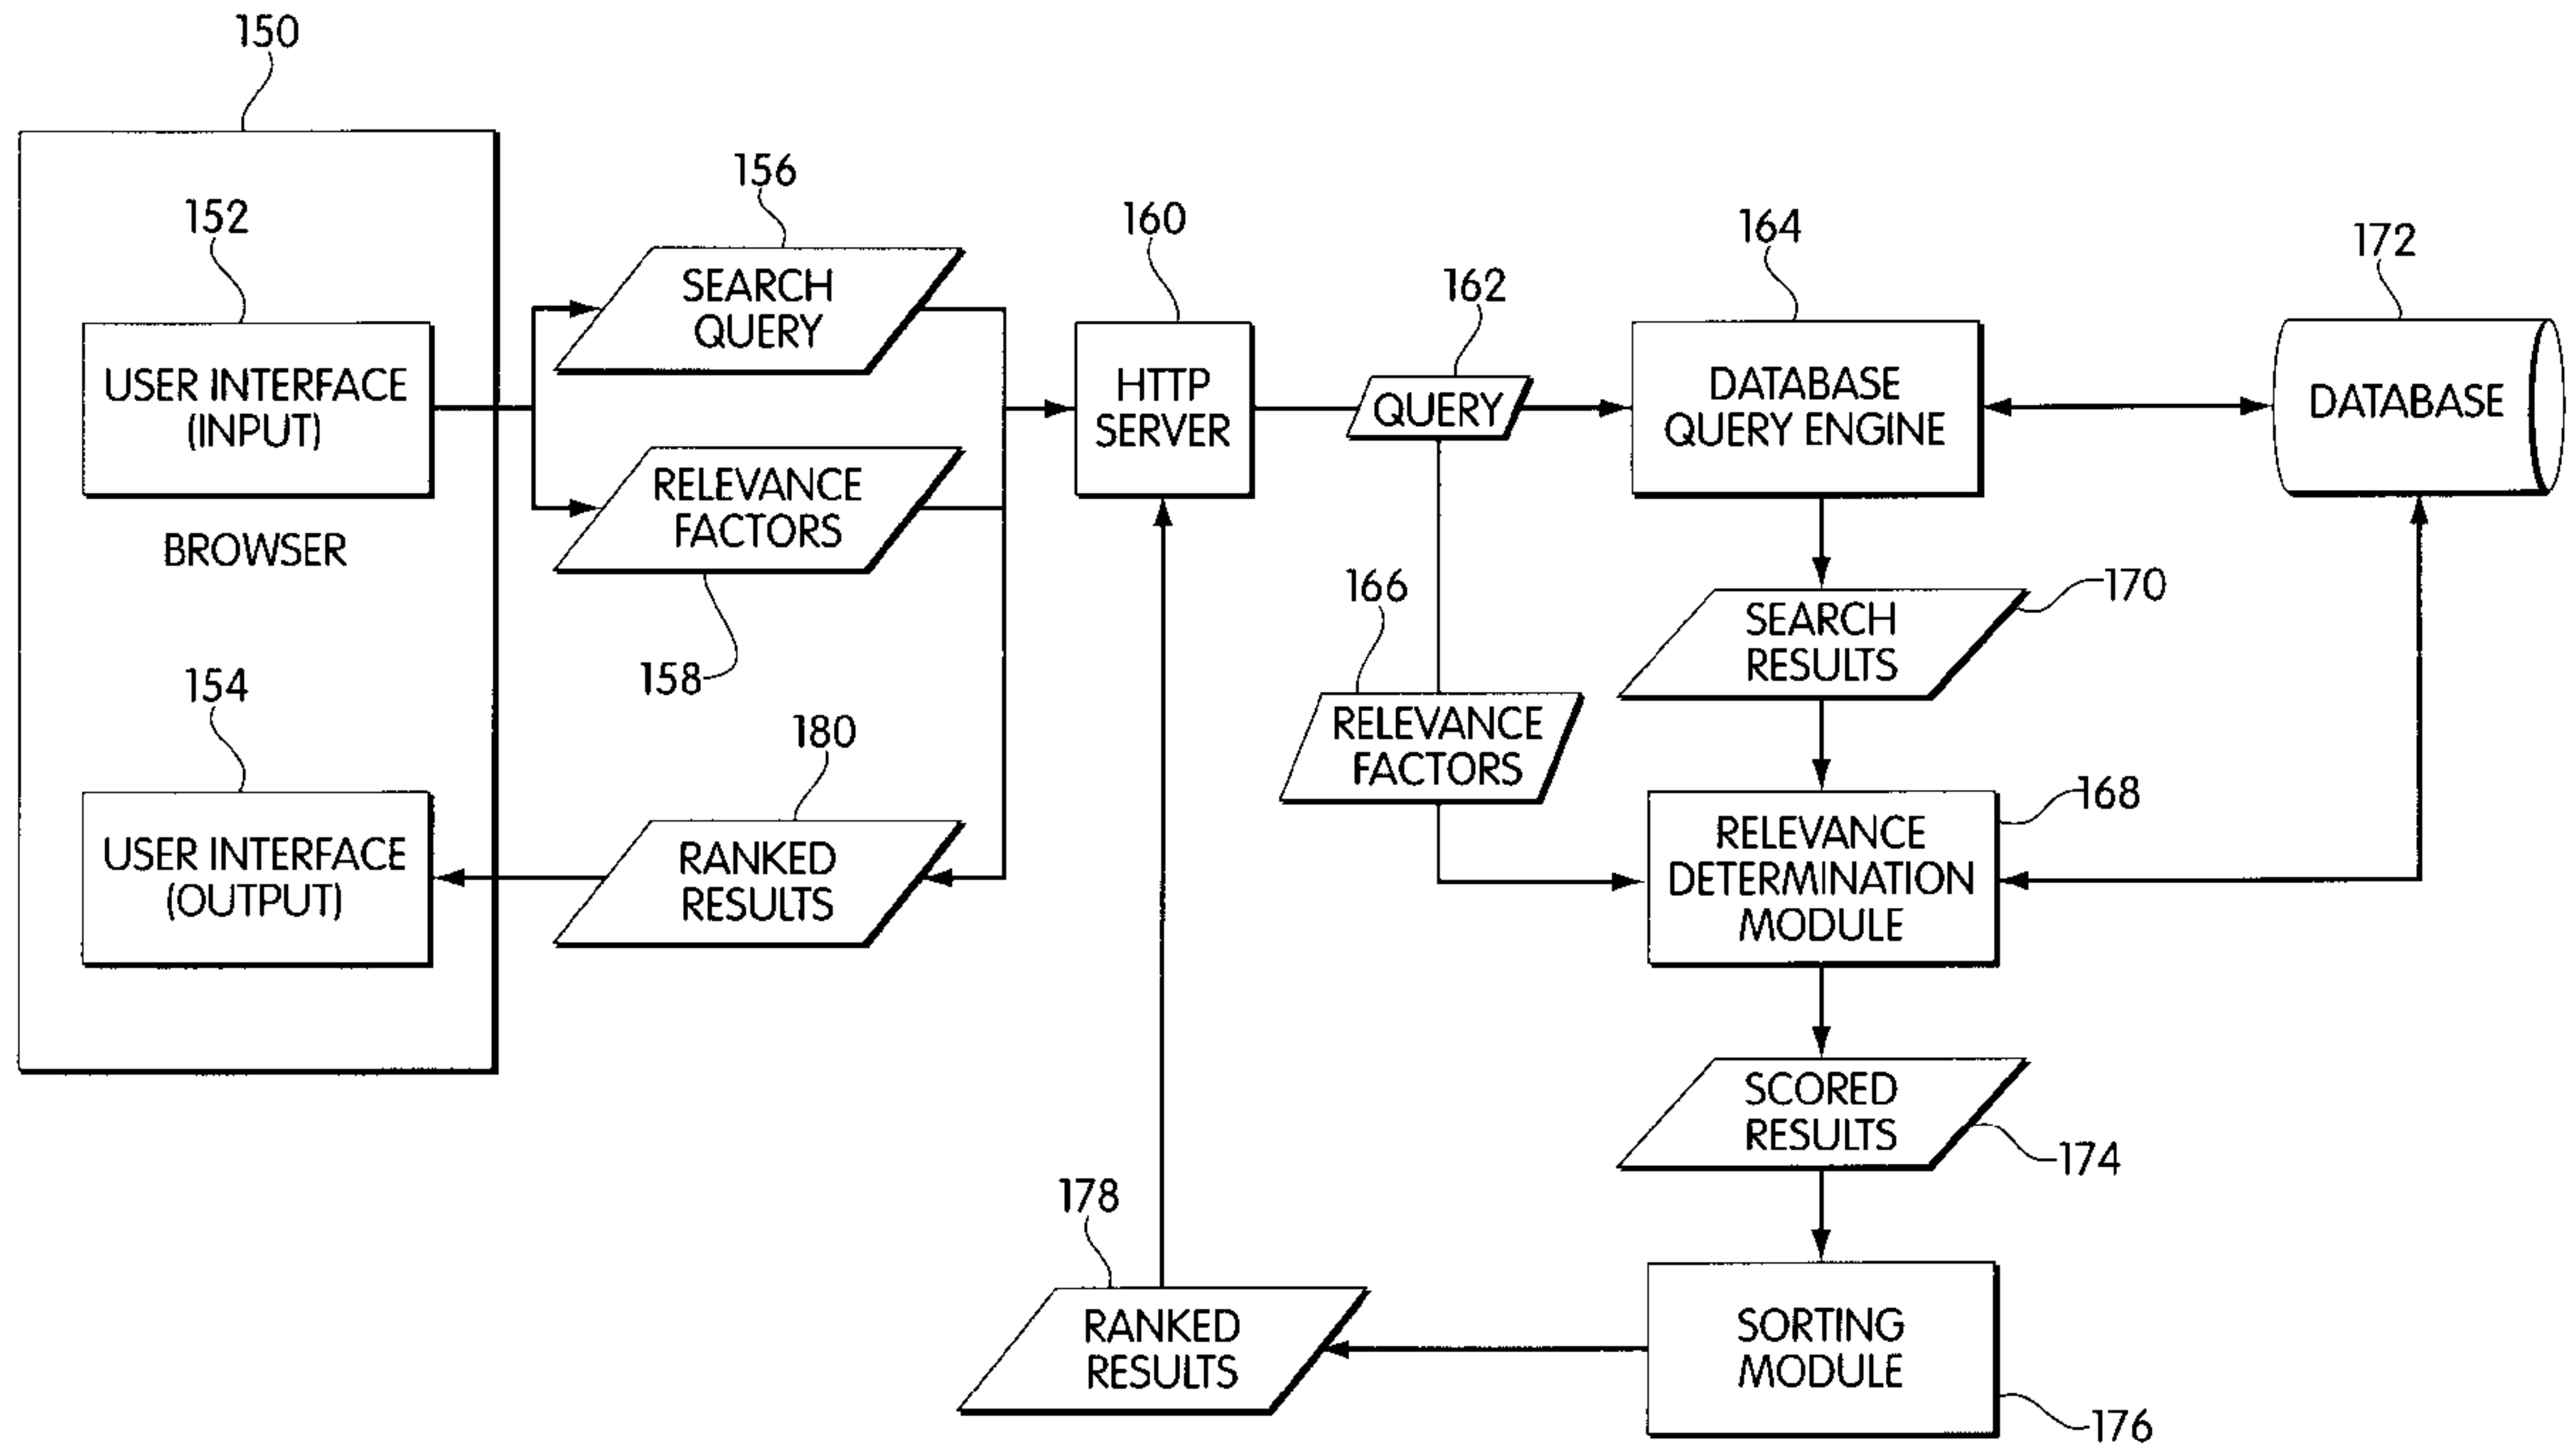 150
152
USER INTERFACE
(INPUT)
BROWSER
154
USER INTERFACE
(OUTPUT)
156
SEARCH
QUERY
RELEVANCE
FACTORS
158
180
RANKED
RESULTS
160
HTTP
SERVER
162
QUERY
166
RELEVANCE
FACTORS
164
DATABASE
QUERY ENGINE
172
DATABASE
170
SEARCH
RESULTS
168
RELEVANCE
DETERMINATION
MODULE
SCORED
RESULTS
174
178
RANKED
RESULTS
SORTING
MODULE
176